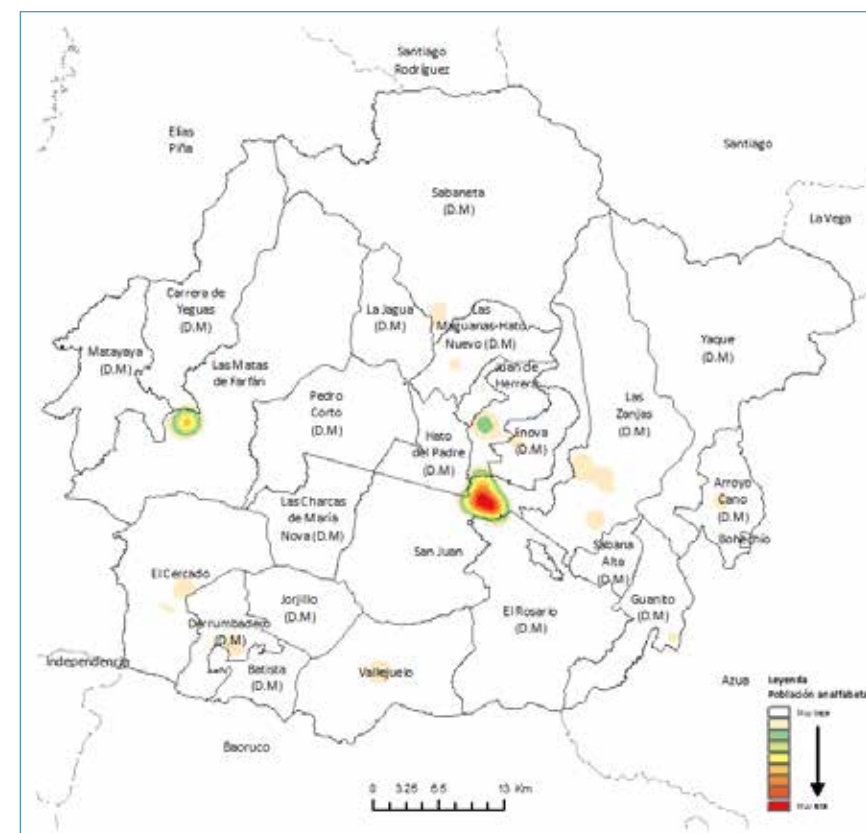 Santiago
Rodríguez
Elías
Piña
Santiago
Sabaneta
(D.M)
La Vega
Carrera de
Yeguas
(D.M)
La Jagua
(D.M)
Las
Maguanas-Hato
Nuevo (D.M)
Yaque
(D.M)
Matayaya
(D.M)
Las Matas
de Farfán
Juan de
Herrera
Pedro
Corto
(D.M)
Las
Zanjas
(D.M)
Hato
del Padre
(D.M)
(D.M)
Arroyo
Cano
(D.M)
Las Charcas
de María
Nova (D.M)
Bohechío
San Juan
Sabana
Alta
(D.M)
El Cercado
Jorjillo
(D.M)
Guanito
(D.M)
El Rosario
(D.M)
Derrumbadero
(D.M)
Independencia
Batista
(D.M)
Vallejuelo
Azua
Leyenda
Población analfabeta
Baoruco
0 3.25 6.5 13 Km